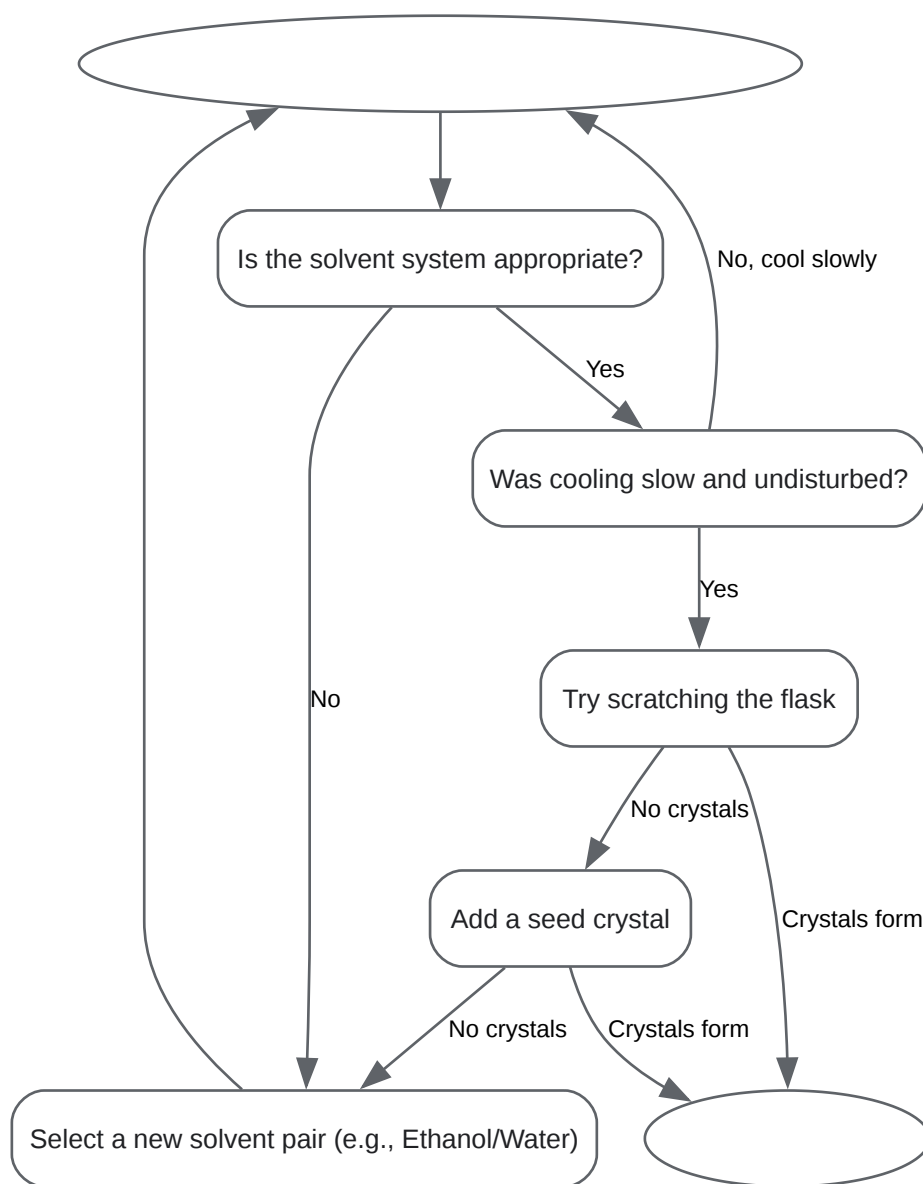 Is the solvent system appropriate?
No, cool slowly
Yes
Was cooling slow and undisturbed?
Yes
Try scratching the flask
No
No crystals
Add a seed crystal
Crystals form
No crystals
Crystals form
Select a new solvent pair (e.g., Ethanol/Water)